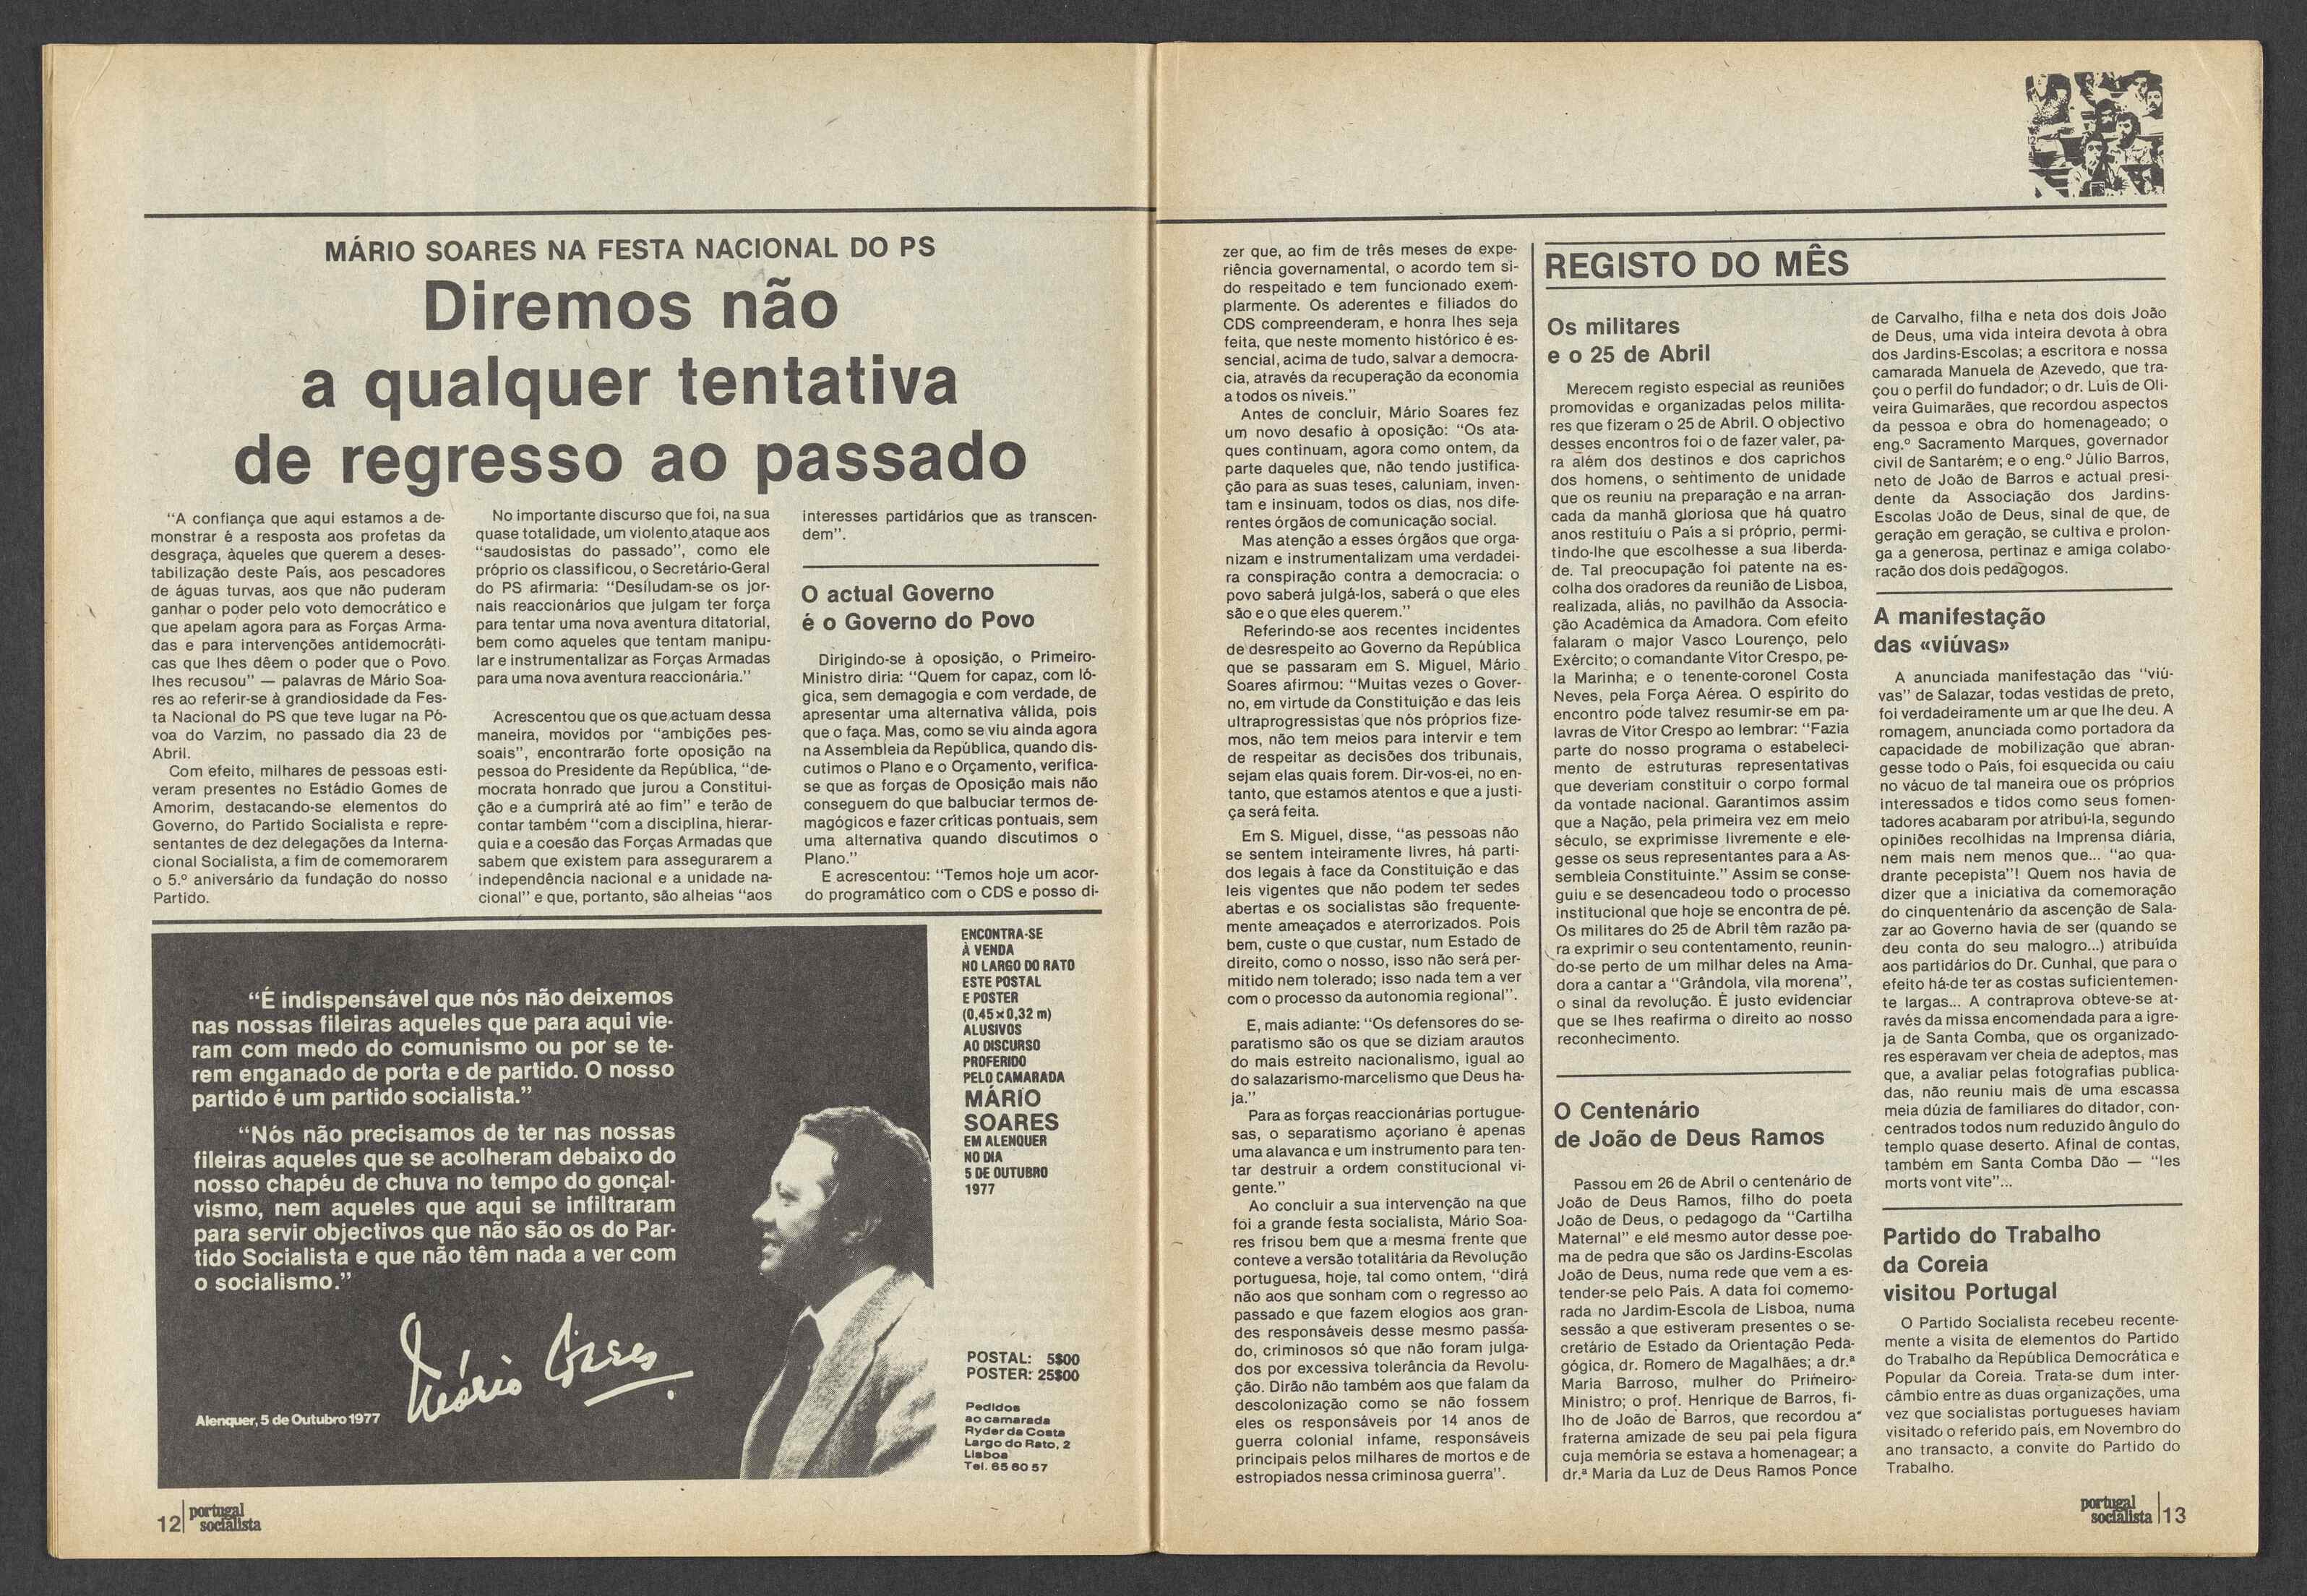 MÁRIO SOARES NA FESTA NACIONAL DO PS
Diremos não
a qualquer tentativa
de regresso ao passado
"A confiança que aqui estamos a de-
monstrar é a resposta aos profetas da
desgraça, àqueles que querem a deses-
tabilização deste País, aos pescadores
de águas turvas, aos que não puderam
ganhar o poder pelo voto democrático e
que apelam agora para as Forças Arma-
das e para intervenções antidemocráti-
cas que lhes dêem o poder que o Povo
lhes recusou" — palavras de Mário Soa-
res ao referir-se à grandiosidade da Fes-
ta Nacional do PS que teve lugar na Pó-
voa do Varzim, no passado dia 23 de
Abril.
Com efeito, milhares de pessoas esti-
veram presentes no Estádio Gomes de
Amorim, destacando-se elementos do
Governo, do Partido Socialista e repre-
sentantes de dez delegações da Interna-
cional Socialista, a fim de comemorarem
o 5.º aniversário da fundação do nosso
Partido.
No importante discurso que foi, na sua
quase totalidade, um violento ataque aos
"saudosistas do passado", como ele
próprio os classificou, o Secretário-Geral
do PS afirmaria: "Desíludam-se os jor-
nais reaccionários que julgam ter força
para tentar uma nova aventura ditatorial,
bem como aqueles que tentam manipu-
lar e instrumentalizar as Forças Armadas
para uma nova aventura reaccionária."
Acrescentou que os que actuam dessa
maneira, movidos por "ambições pes-
soais", encontrarão forte oposição na
pessoa do Presidente da República, "de-
mocrata honrado que jurou a Constitui-
ção e a cumprirá até ao fim" e terão de
contar também "com a disciplina, hierar-
quia e a coesão das Forças Armadas que
sabem que existem para assegurarem a
independência nacional e a unidade na-
cional" e que, portanto, são alheias "aos
interesses partidários que as transcen-
dem".
O actual Governo
é o Governo do Povo
Dirigindo-se à oposição, o Primeiro-
Ministro diria: "Quem for capaz, com ló-
gica, sem demagogia e com verdade, de
apresentar uma alternativa válida, pois
que o faça. Mas, como se viu ainda agora
na Assembleia da República, quando dis-
cutimos o Plano e o Orçamento, verifica-
se que as forças de Oposição mais não
conseguem do que balbuciar termos de-
magógicos e fazer críticas pontuais, sem
uma alternativa quando discutimos o
Plano."
E acrescentou: "Temos hoje um acor-
do programático com o CDS e posso di-
"É indispensável que nós não deixemos
nas nossas fileiras aqueles que para aqui vie-
ram com medo do comunismo ou por se te-
rem enganado de porta e de partido. O nosso
partido é um partido socialista."
"Nós não precisamos de ter nas nossas
fileiras aqueles que se acolheram debaixo do
nosso chapéu de chuva no tempo do gonçal-
vismo, nem aqueles que aqui se infiltraram
para servir objectivos que não são os do Par-
tido Socialista e que não têm nada a ver com
o socialismo."
Mário Soares
Alenquer, 5 de Outubro 1977
ENCONTRA-SE
À VENDA
NO LARGO DO RATO
ESTE POSTAL
E POSTER
(0,45×0,32 m)
ALUSIVOS
AO DISCURSO
PROFERIDO
PELO CAMARADA
MÁRIO
SOARES
EM ALENQUER
NO DIA
5 DE OUTUBRO
1977
POSTAL: 5$00
POSTER: 25$00
Pedidos
ao camarada
Ryder da Costa
Largo do Rato, 2
Lisboa
Tel. 65 60 57
12 portugal
socialista
zer que, ao fim de três meses de expe-
riência governamental, o acordo tem si-
do respeitado e tem funcionado exem-
plarmente. Os aderentes e filiados do
CDS compreenderam, e honra lhes seja
feita, que neste momento histórico é es-
sencial, acima de tudo, salvar a democra-
cia, através da recuperação da economia
a todos os níveis."
Antes de concluir, Mário Soares fez
um novo desafio à oposição: "Os ata-
ques continuam, agora como ontem, da
parte daqueles que, não tendo justifica-
ção para as suas teses, caluniam, inven-
tam e insinuam, todos os dias, nos dife-
rentes órgãos de comunicação social.
Mas atenção a esses órgãos que orga-
nizam e instrumentalizam uma verdadei-
ra conspiração contra a democracia: o
povo saberá julgá-los, saberá o que eles
são e o que eles querem."
Referindo-se aos recentes incidentes
de desrespeito ao Governo da República
que se passaram em S. Miguel, Mário
Soares afirmou: "Muitas vezes o Gover-
no, em virtude da Constituição e das leis
ultraprogressistas que nós próprios fize-
mos, não tem meios para intervir e tem
de respeitar as decisões dos tribunais,
sejam elas quais forem. Dir-vos-ei, no en-
tanto, que estamos atentos e que a justi-
ça será feita.
Em S. Miguel, disse, "as pessoas não
se sentem inteiramente livres, há parti-
dos legais à face da Constituição e das
leis vigentes que não podem ter sedes
abertas e os socialistas são frequente-
mente ameaçados e aterrorizados. Pois
bem, custe o que custar, num Estado de
direito, como o nosso, isso não será per-
mitido nem tolerado; isso nada tem a ver
com o processo da autonomia regional".
E, mais adiante: "Os defensores do se-
paratismo são os que se diziam arautos
do mais estreito nacionalismo, igual ao
do salazarismo-marcelismo que Deus ha-
ja."
Para as forças reaccionárias portugue-
sas, o separatismo açoriano é apenas
uma alavanca e um instrumento para ten-
tar destruir a ordem constitucional vi-
gente."
Ao concluir a sua intervenção na que
foi a grande festa socialista, Mário Soa-
res frisou bem que a mesma frente que
conteve a versão totalitária da Revolução
portuguesa, hoje, tal como ontem, "dirá
não aos que sonham com o regresso ao
passado e que fazem elogios aos gran-
des responsáveis desse mesmo passa-
do, criminosos só que não foram julga-
dos por excessiva tolerância da Revolu-
ção. Dirão não também aos que falam da
descolonização como se não fossem
eles os responsáveis por 14 anos de
guerra colonial infame, responsáveis
principais pelos milhares de mortos e de
estropiados nessa criminosa guerra".
REGISTO DO MÊS
Os militares
e o 25 de Abril
Merecem registo especial as reuniões
promovidas e organizadas pelos milita-
res que fizeram o 25 de Abril. O objectivo
desses encontros foi o de fazer valer, pa-
ra além dos destinos e dos caprichos
dos homens, o sentimento de unidade
que os reuniu na preparação e na arran-
cada da manhã gloriosa que há quatro
anos restituiu o País a si próprio, permi-
tindo-lhe que escolhesse a sua liberda-
de. Tal preocupação foi patente na es-
colha dos oradores da reunião de Lisboa,
realizada, aliás, no pavilhão da Associa-
ção Académica da Amadora. Com efeito
falaram o major Vasco Lourenço, pelo
Exército; o comandante Vítor Crespo, pe-
la Marinha; e o tenente-coronel Costa
Neves, pela Força Aérea. O espírito do
encontro pode talvez resumir-se em pa-
lavras de Vítor Crespo ao lembrar: "Fazia
parte do nosso programa o estabeleci-
mento de estruturas representativas
que deveriam constituir o corpo formal
da vontade nacional. Garantimos assim
que a Nação, pela primeira vez em meio
século, se exprimisse livremente e ele-
gesse os seus representantes para a As-
sembleia Constituinte." Assim se conse-
guiu e se desencadeou todo o processo
institucional que hoje se encontra de pé.
Os militares do 25 de Abril têm razão pa-
ra exprimir o seu contentamento, reunin-
do-se perto de um milhar deles na Ama-
dora a cantar a "Grândola, vila morena",
o sinal da revolução. É justo evidenciar
que se lhes reafirma o direito ao nosso
reconhecimento.
O Centenário
de João de Deus Ramos
Passou em 26 de Abril o centenário de
João de Deus Ramos, filho do poeta
João de Deus, o pedagogo da "Cartilha
Maternal" e ele mesmo autor desse poe-
ma de pedra que são os Jardins-Escolas
João de Deus, numa rede que vem a es-
tender-se pelo País. A data foi comemo-
rada no Jardim-Escola de Lisboa, numa
sessão a que estiveram presentes o se-
cretário de Estado da Orientação Peda-
gógica, dr. Romero de Magalhães; a dr.ª
Maria Barroso, mulher do Primeiro-
Ministro; o prof. Henrique de Barros, fi-
lho de João de Barros, que recordou a
fraterna amizade de seu pai pela figura
cuja memória se estava a homenagear; a
dr.ª Maria da Luz de Deus Ramos Ponce
de Carvalho, filha e neta dos dois João
de Deus, uma vida inteira devota à obra
dos Jardins-Escolas; a escritora e nossa
camarada Manuela de Azevedo, que tra-
çou o perfil do fundador; o dr. Luís de Oli-
veira Guimarães, que recordou aspectos
da pessoa e obra do homenageado; o
eng.º Sacramento Marques, governador
civil de Santarém; e o eng.º Júlio Barros,
neto de João de Barros e actual presi-
dente da Associação dos Jardins-
Escolas João de Deus, sinal de que, de
geração em geração, se cultiva e prolon-
ga a generosa, pertinaz e amiga colabo-
ração dos dois pedagogos.
A manifestação
das «viúvas»
A anunciada manifestação das "viú-
vas" de Salazar, todas vestidas de preto,
foi verdadeiramente um ar que lhe deu. A
romagem, anunciada como portadora da
capacidade de mobilização que abran-
gesse todo o País, foi esquecida ou caiu
no vácuo de tal maneira oue os próprios
interessados e tidos como seus fomen-
tadores acabaram por atribuí-la, segundo
opiniões recolhidas na Imprensa diária,
nem mais nem menos que... "ao qua-
drante pecepista"! Quem nos havia de
dizer que a iniciativa da comemoração
do cinquentenário da ascenção de Sala-
zar ao Governo havia de ser (quando se
deu conta do seu malogro...) atribuída
aos partidários do Dr. Cunhal, que para o
efeito há-de ter as costas suficientemen-
te largas... A contraprova obteve-se at-
ravés da missa encomendada para a igre-
ja de Santa Comba, que os organizado-
res esperavam ver cheia de adeptos, mas
que, a avaliar pelas fotografias publica-
das, não reuniu mais de uma escassa
meia dúzia de familiares do ditador, con-
centrados todos num reduzido ângulo do
templo quase deserto. Afinal de contas,
também em Santa Comba Dão — "les
morts vont vite"...
Partido do Trabalho
da Coreia
visitou Portugal
O Partido Socialista recebeu recente-
mente a visita de elementos do Partido
do Trabalho da República Democrática e
Popular da Coreia. Trata-se dum inter-
câmbio entre as duas organizações, uma
vez que socialistas portugueses haviam
visitado o referido país, em Novembro do
ano transacto, a convite do Partido do
Trabalho.
portugal
socialista 13